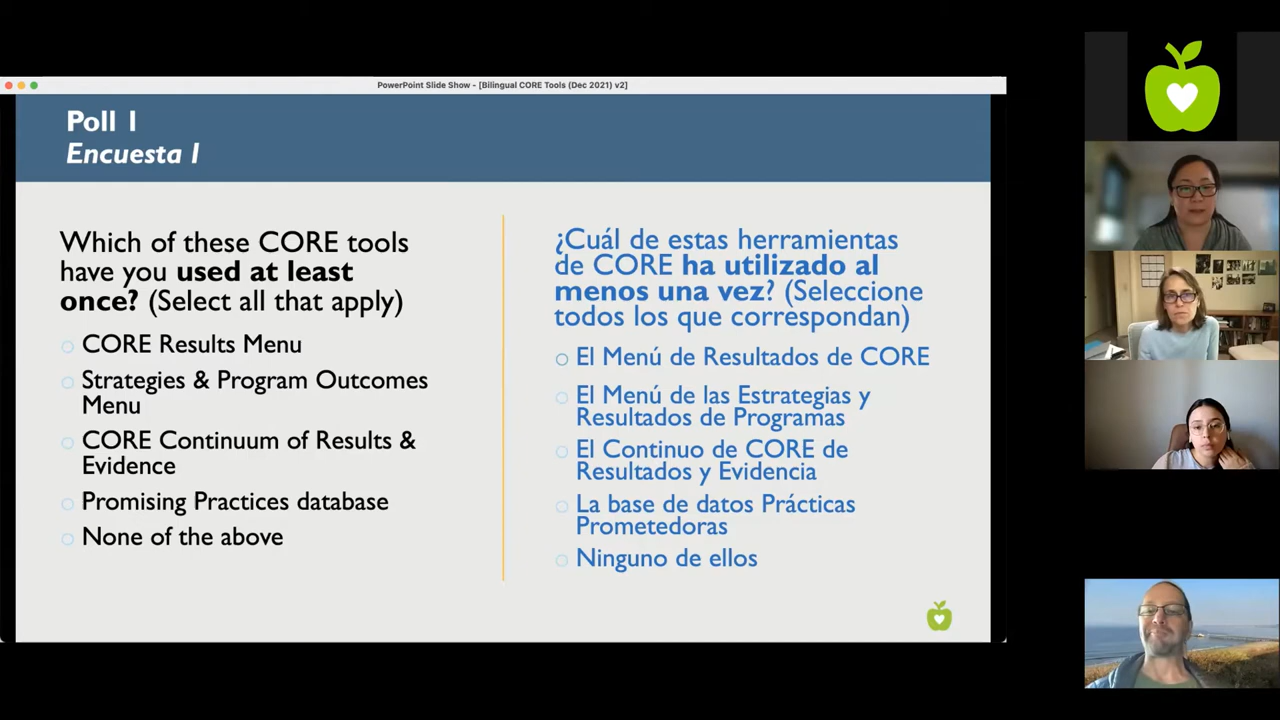 PowerPoint Slide Show - [Bilingual CORE Tools (Dec 2021) v2]
Poll 1
Encuesta 1
Which of these CORE tools
have you used at least
once? (Select all that apply)
CORE Results Menu
Strategies & Program Outcomes
Menu
CORE Continuum of Results &
Evidence
Promising Practices database
None of the above
¿Cuál de estas herramientas
de CORE ha utilizado al
menos una vez? (Seleccione
todos los que correspondan)
El Menú de Resultados de CORE
El Menú de las Estrategias y
Resultados de Programas
El Continuo de CORE de
Resultados y Evidencia
La base de datos Prácticas
Prometedoras
Ninguno de ellos